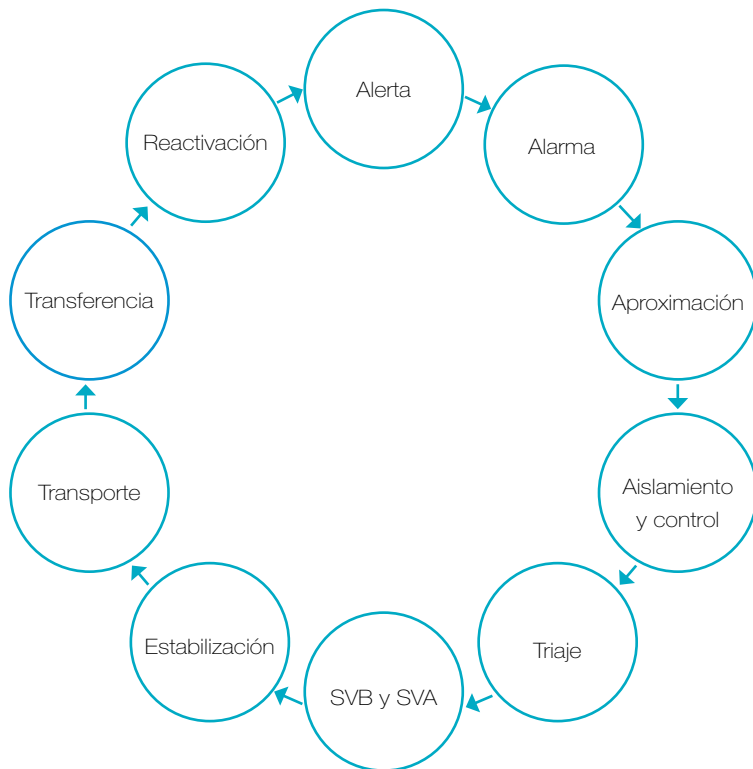 Alerta
Alarma
Aproximación
Aislamiento
y control
Triaje
SVB y SVA
Estabilización
Transporte
Transferencia
Reactivación